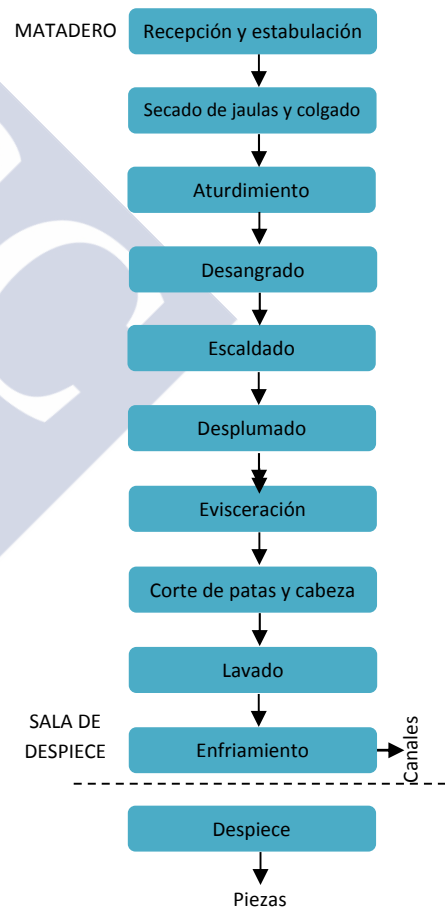 MATADERO
Recepción y estabulación
Secado de jaulas y colgado
Aturdimiento
Desangrado
Escaldado
Desplumado
Evisceración
Corte de patas y cabeza
Lavado
SALA DE
DESPIECE
Enfriamiento
Canales
Despiece
Piezas